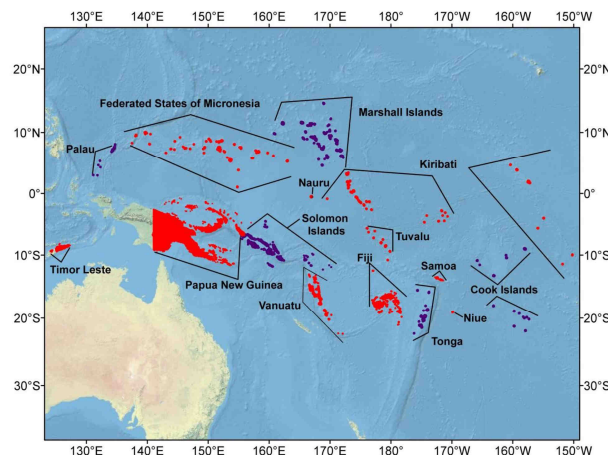 130°E 140°E 150°E 160°E 170°E 180° 170°W 160°W 150°W
20°N 20°N
Federated States of Micronesia
Marshall Islands
10°N 10°N
Palau
Kiribati
Nauru
0° 0°
Solomon
Islands
Tuvalu
10°S 10°S
Timor Leste
Fiji
Samoa
Papua New Guinea
Cook Islands
Vanuatu
Niue
20°S 20°S
Tonga
30°S 30°S
130°E 140°E 150°E 160°E 170°E 180° 170°W 160°W 150°W